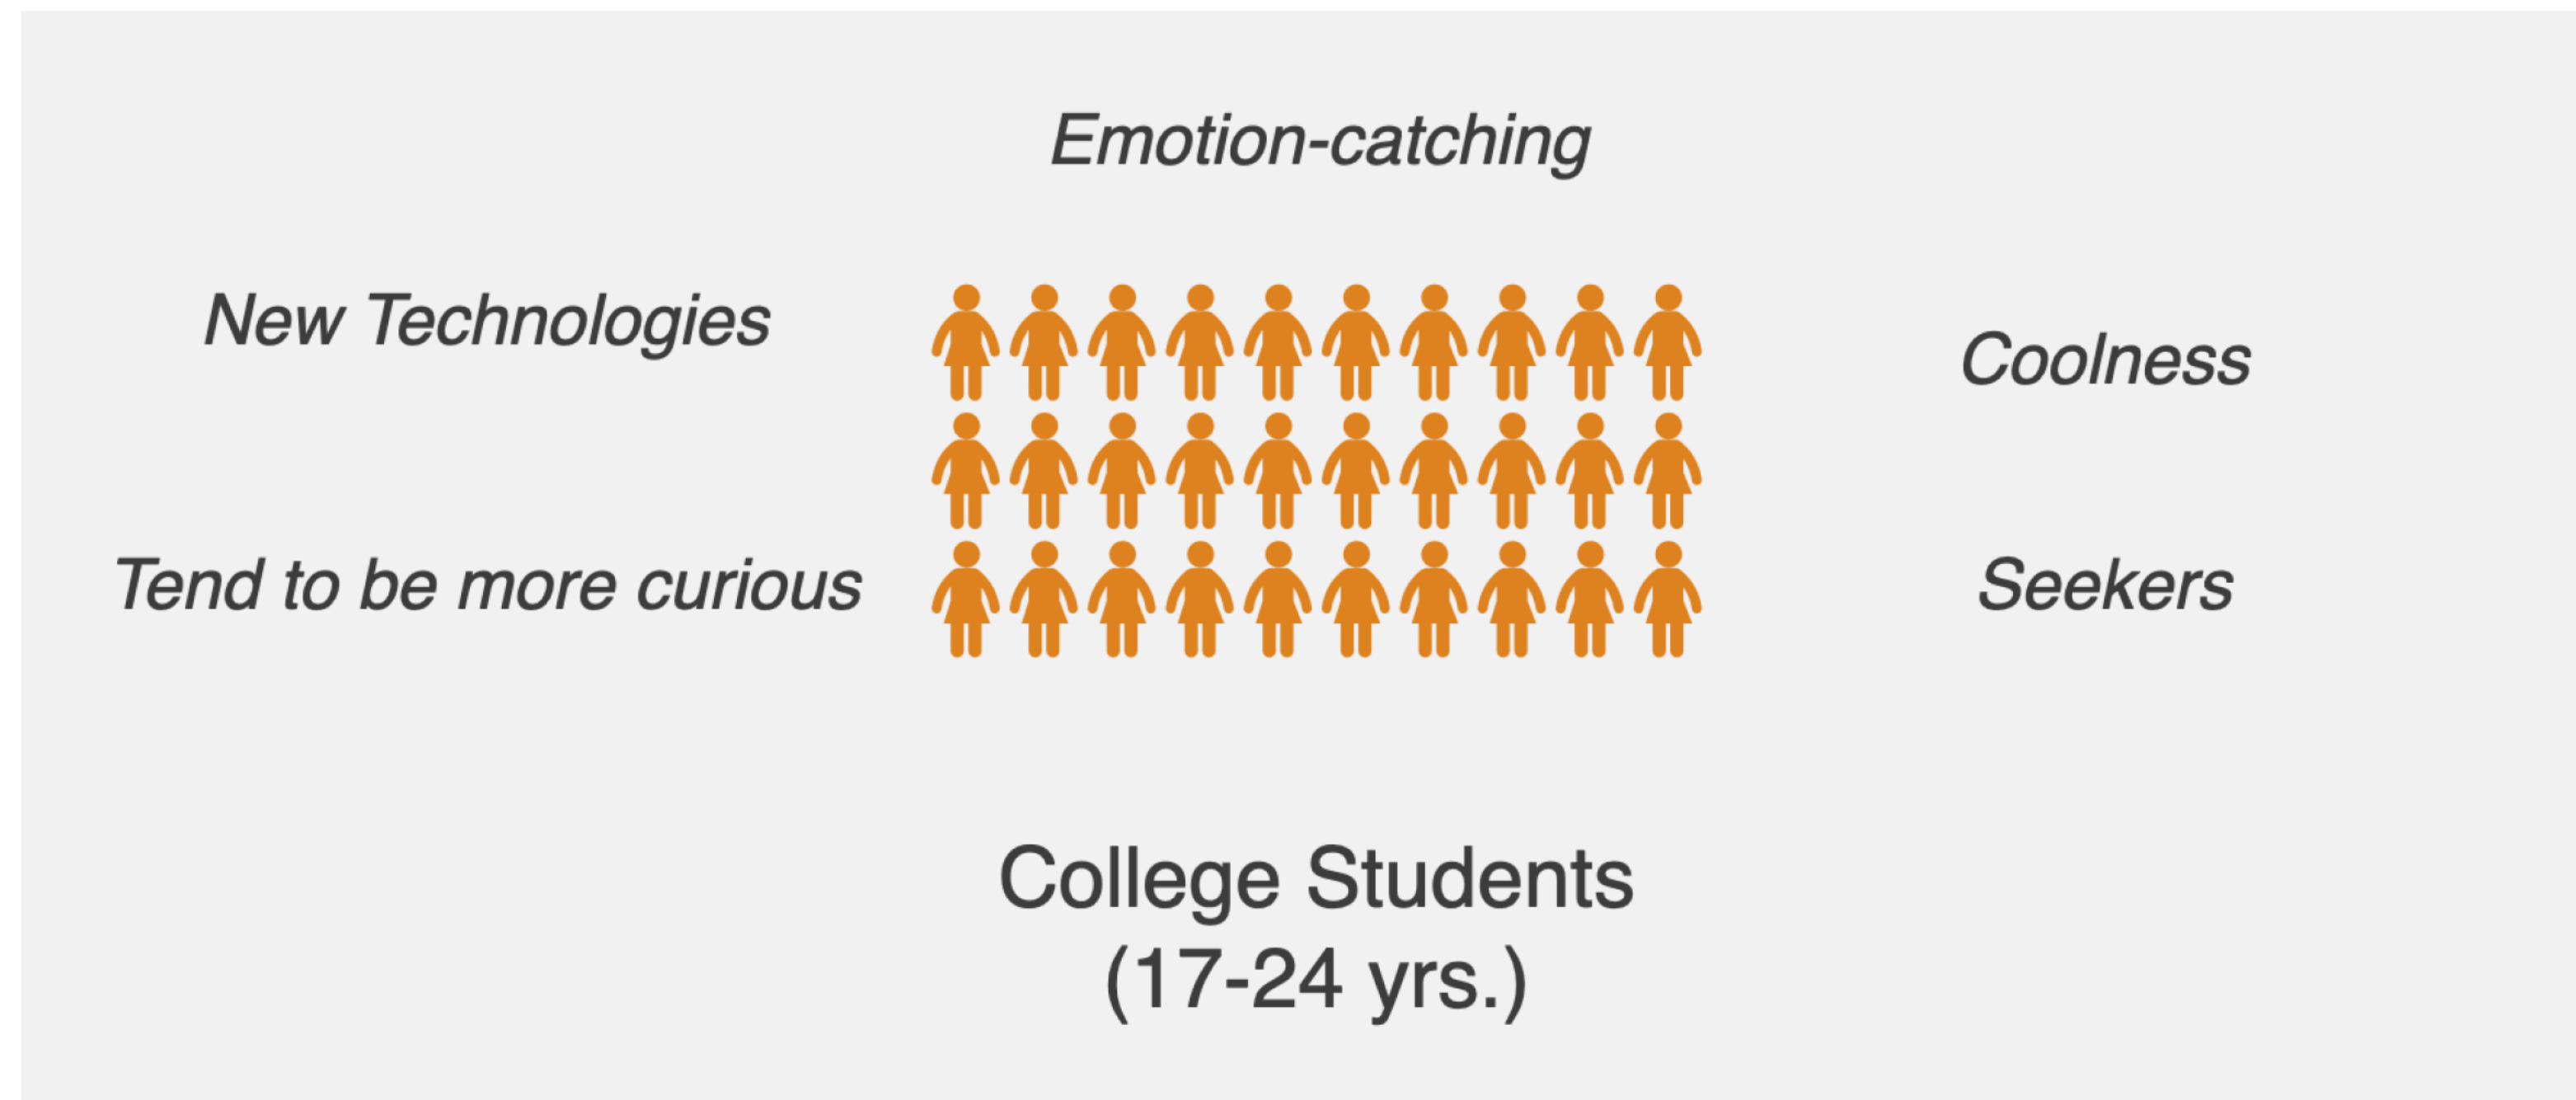 Emotion-catching
New Technologies
Coolness
Tend to be more curious
Seekers
College Students
(17-24 yrs.)